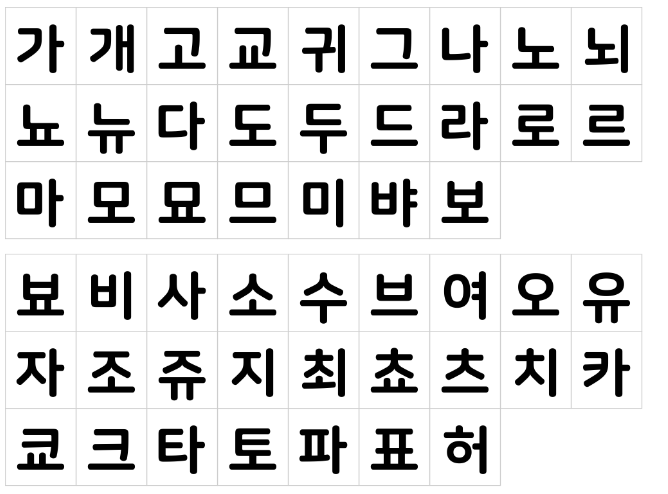 가 개 고 교 귀 그 나 노 뇌
뇨 뉴 다 도 두 드 라 로 르
마 모 묘 므 미 뱌 보
뵤 비 사 소 수 브 여 오 유
자 조 쥬 지 최 쵸 츠 치 카
쿄 크 타 토 파 표 허